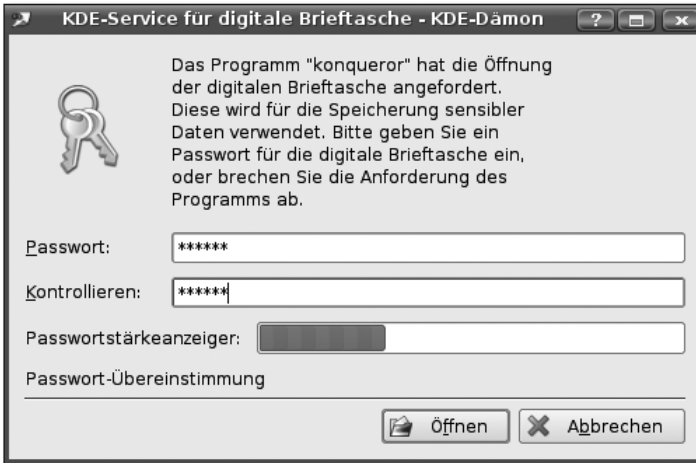 KDE-Service für digitale Brieftasche - KDE-Dämon
Das Programm "konqueror" hat die Öffnung
der digitalen Brieftasche angefordert.
Diese wird für die Speicherung sensibler
Daten verwendet. Bitte geben Sie ein
Passwort für die digitale Brieftasche ein,
oder brechen Sie die Anforderung des
Programms ab.
Passwort: ******
Kontrollieren: ******
Passwortstärkeanzeiger:
Passwort-Übereinstimmung
Öffnen Abbrechen